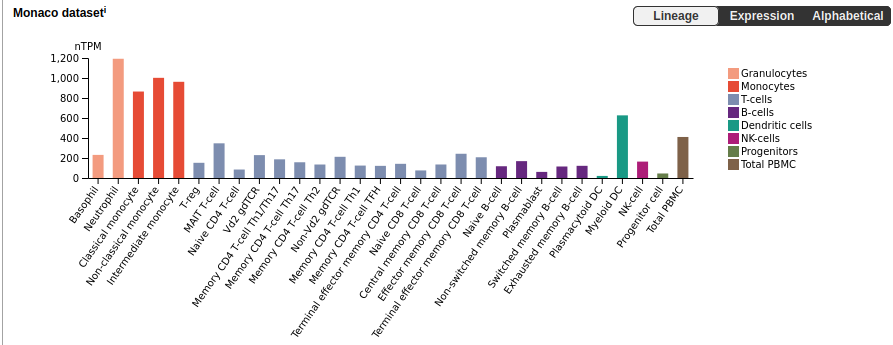 Monaco datasetⁱ
Lineage Expression Alphabetical
nTPM
1,200
1,000
800
600
400
200
0
Basophil
Neutrophil
Classical monocyte
Non-classical monocyte
Intermediate monocyte
T-reg
MAIT T-cell
Naive CD4 T-cell
Vd2 gdTCR
Memory CD4 T-cell Th1/Th17
Memory CD4 T-cell Th17
Memory CD4 T-cell Th2
Non-Vd2 gdTCR
Memory CD4 T-cell Th1
Memory CD4 T-cell TFH
Terminal effector memory CD4 T-cell
Naive CD8 T-cell
Central memory CD8 T-cell
Effector memory CD8 T-cell
Terminal effector memory CD8 T-cell
Naive B-cell
Non-switched memory B-cell
Plasmablast
Switched memory B-cell
Exhausted memory B-cell
Plasmacytoid DC
Myeloid DC
NK-cell
Progenitor cell
Total PBMC
Granulocytes
Monocytes
T-cells
B-cells
Dendritic cells
NK-cells
Progenitors
Total PBMC